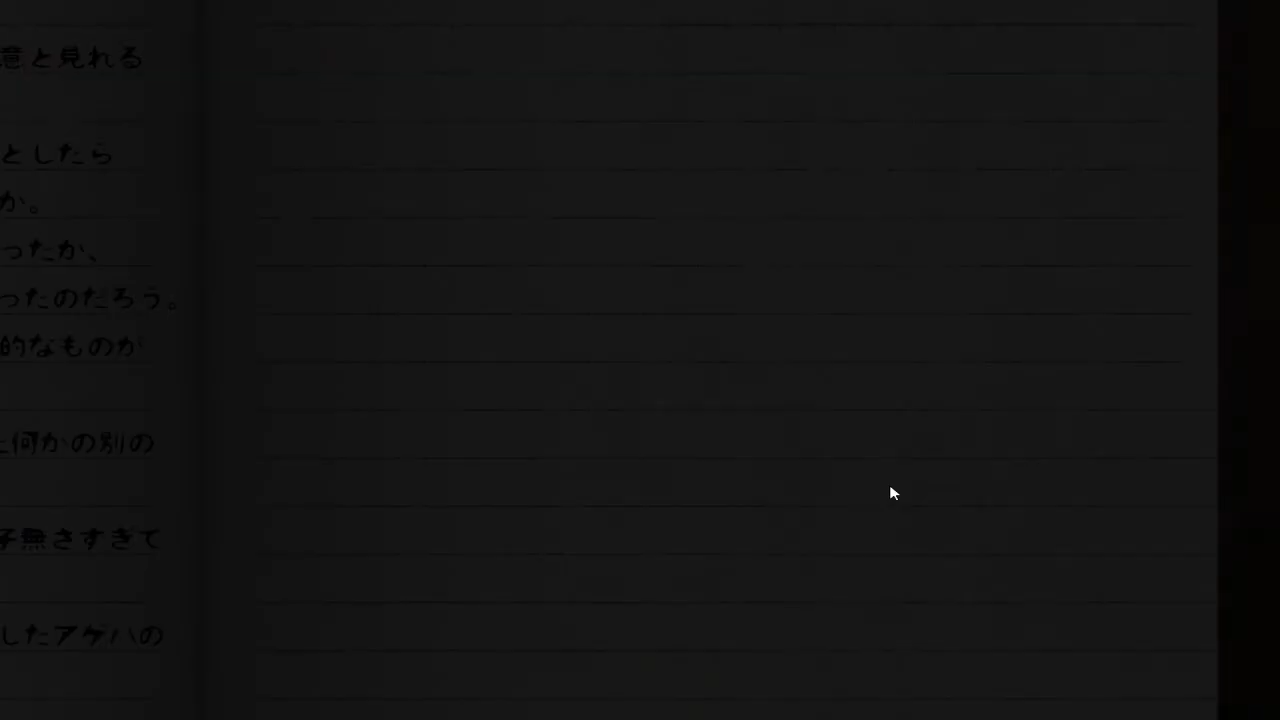 意と見れる
としたら
か。
ったか、
ったのだろう。
的なものが
何かの別の
子無さすぎて
したアゲハの